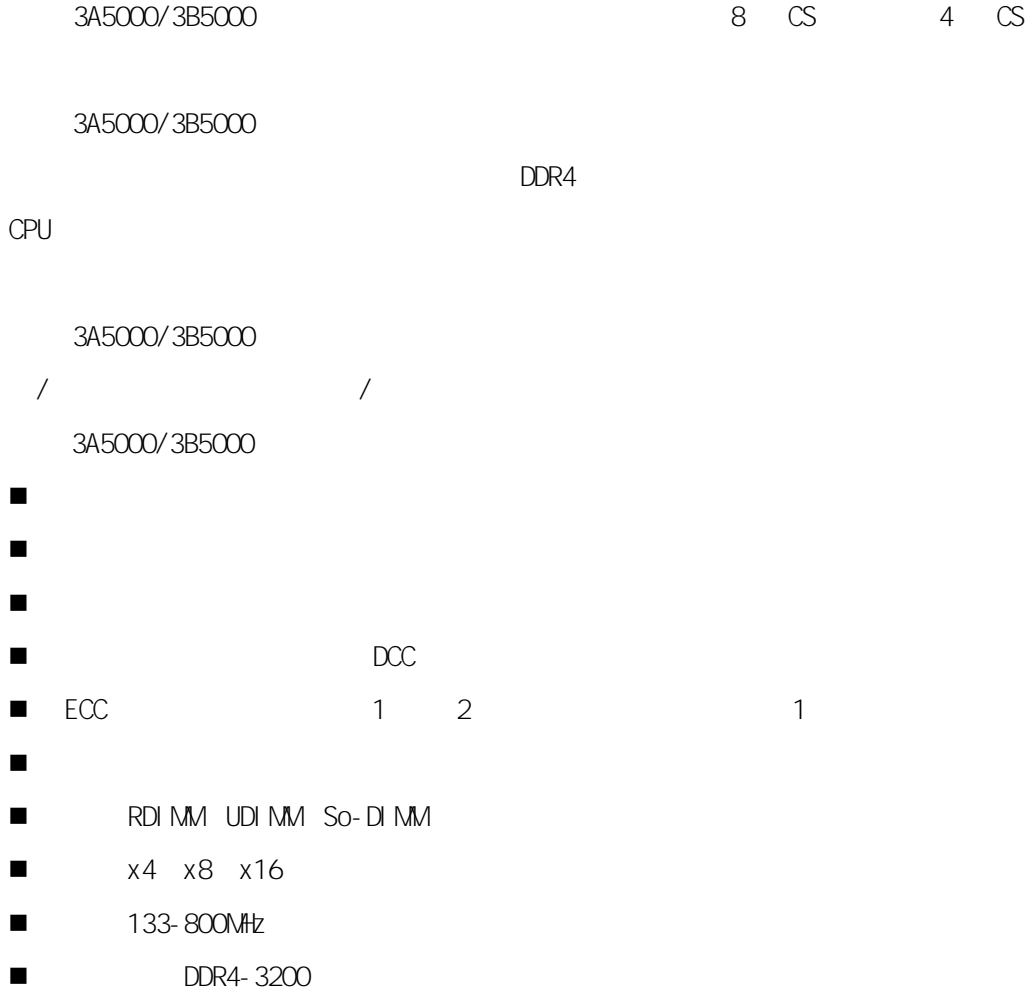 3A5000/3B5000 8 CS 4 CS
3A5000/3B5000
DDR4
CPU
3A5000/3B5000
/ /
3A5000/3B5000
■
■
■
■ DCC
■ ECC 1 2 1
■
■ RDIMM UDIMM So-DIMM
■ x4 x8 x16
■ 133-800MHz
■ DDR4-3200